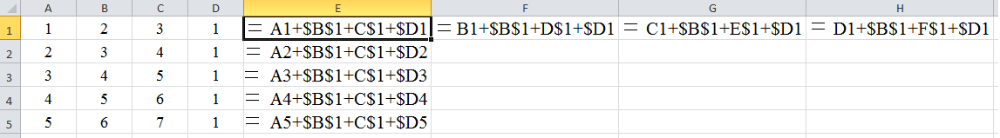 A B C D E F G H
1 1 2 3 1 = A1+$B$1+C$1+$D1 = B1+$B$1+D$1+$D1 = C1+$B$1+E$1+$D1 = D1+$B$1+F$1+$D1
2 2 3 4 1 = A2+$B$1+C$1+$D2
3 3 4 5 1 = A3+$B$1+C$1+$D3
4 4 5 6 1 = A4+$B$1+C$1+$D4
5 5 6 7 1 = A5+$B$1+C$1+$D5